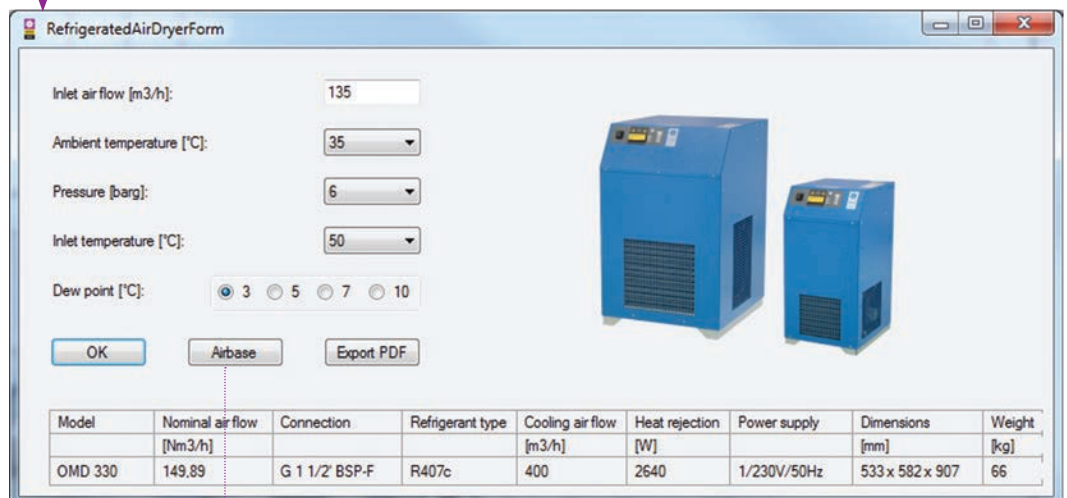 RefrigeratedAirDryerForm
Inlet air flow [m3/h]: 135
Ambient temperature [°C]: 35
Pressure [barg]: 6
Inlet temperature [°C]: 50
Dew point [°C]: 3 5 7 10
OK Airbase Export PDF
Model Nominal air flow Connection Refrigerant type Cooling air flow Heat rejection Power supply Dimensions Weight
[Nm3/h] [m3/h] [W] [mm] [kg]
OMD 330 149,89 G 1 1/2' BSP-F R407c 400 2640 1/230V/50Hz 533 x 582 x 907 66